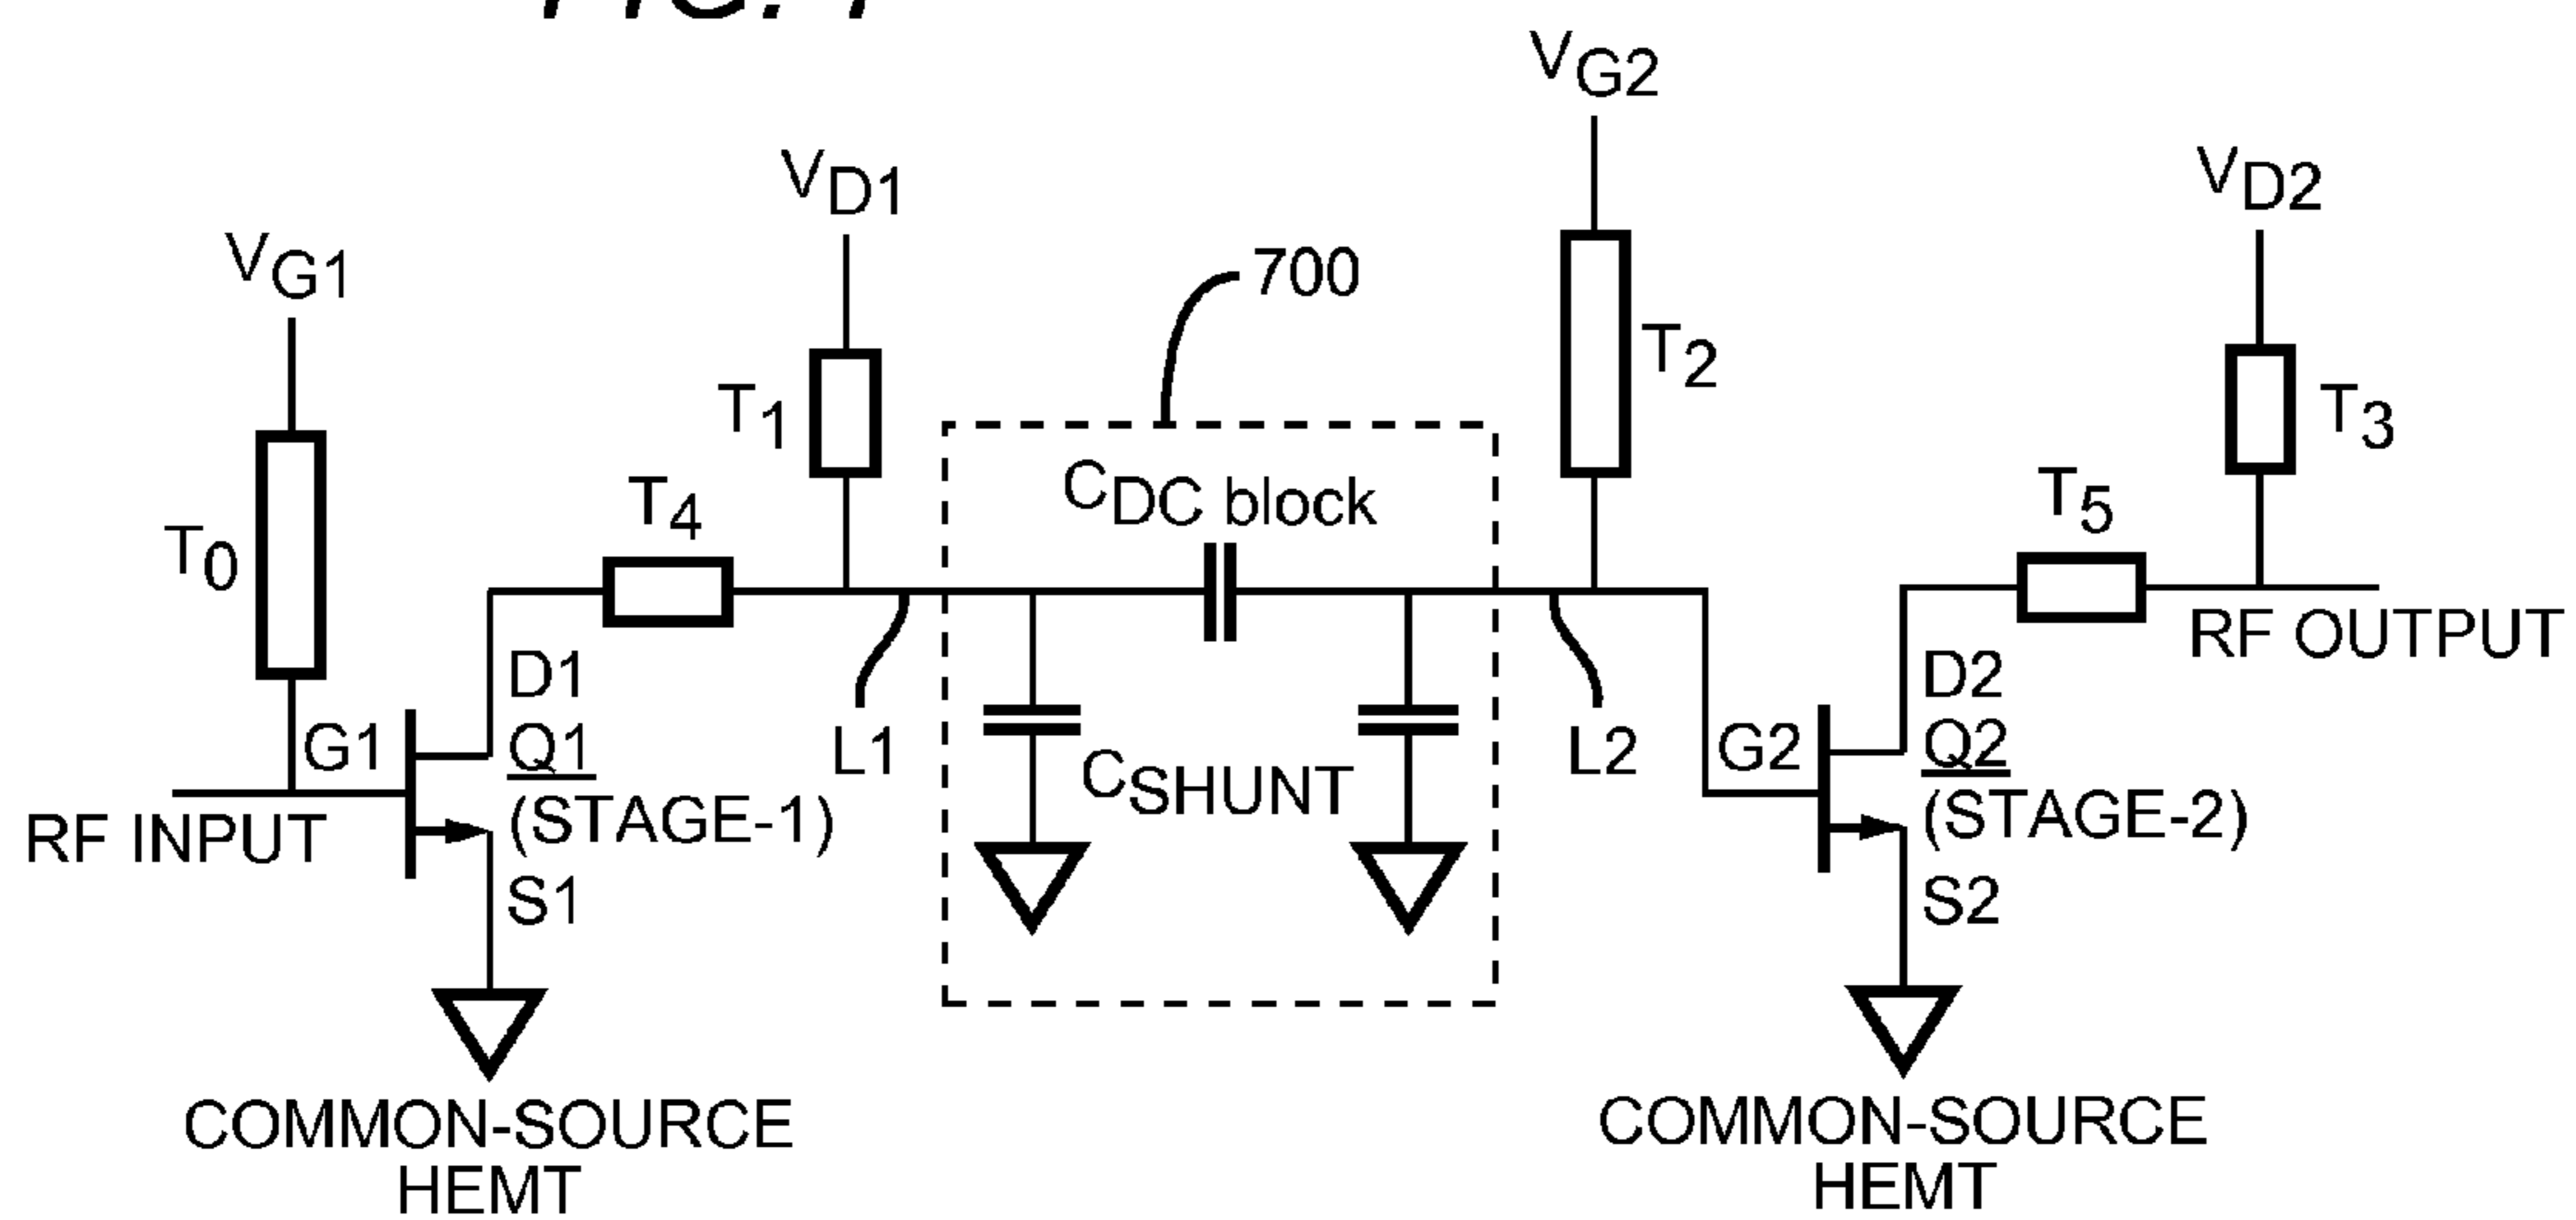 VG2
VD1
VD2
VG1
700
T2
T1
T3
CDC block
T4
T5
T0
RF OUTPUT
D1
D2
G1
Q1
L1
L2
G2
Q2
CSHUNT
(STAGE-1)
(STAGE-2)
RF INPUT
S1
S2
COMMON-SOURCE
HEMT
COMMON-SOURCE
HEMT